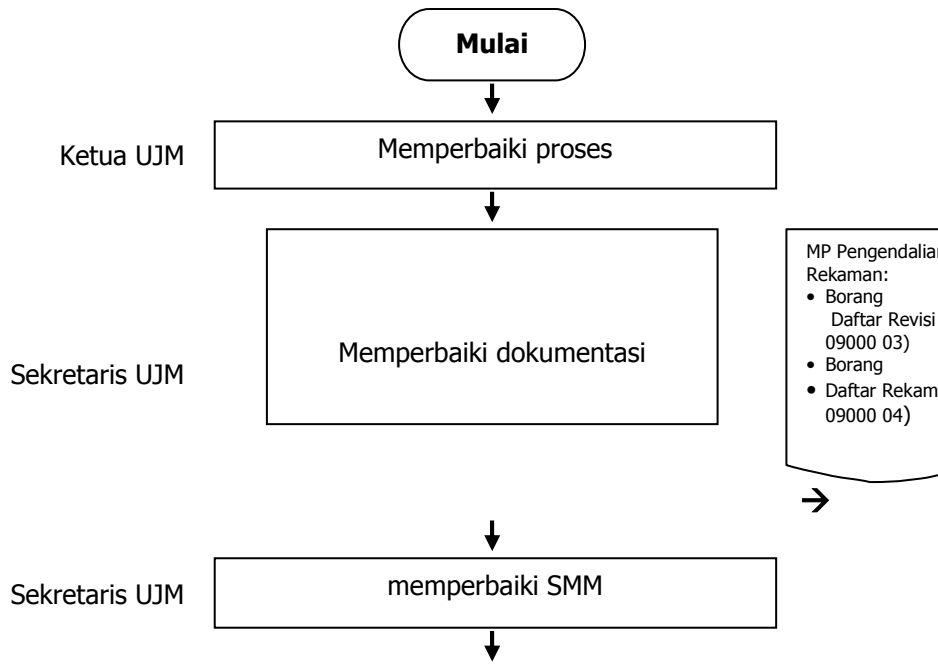 Mulai
Ketua UJM
Memperbaiki proses
Sekretaris UJM
Memperbaiki dokumentasi
MP Pengendalian
Rekaman:
• Borang
Daftar Revisi
09000 03)
• Borang
• Daftar Rekam
09000 04)
Sekretaris UJM
memperbaiki SMM